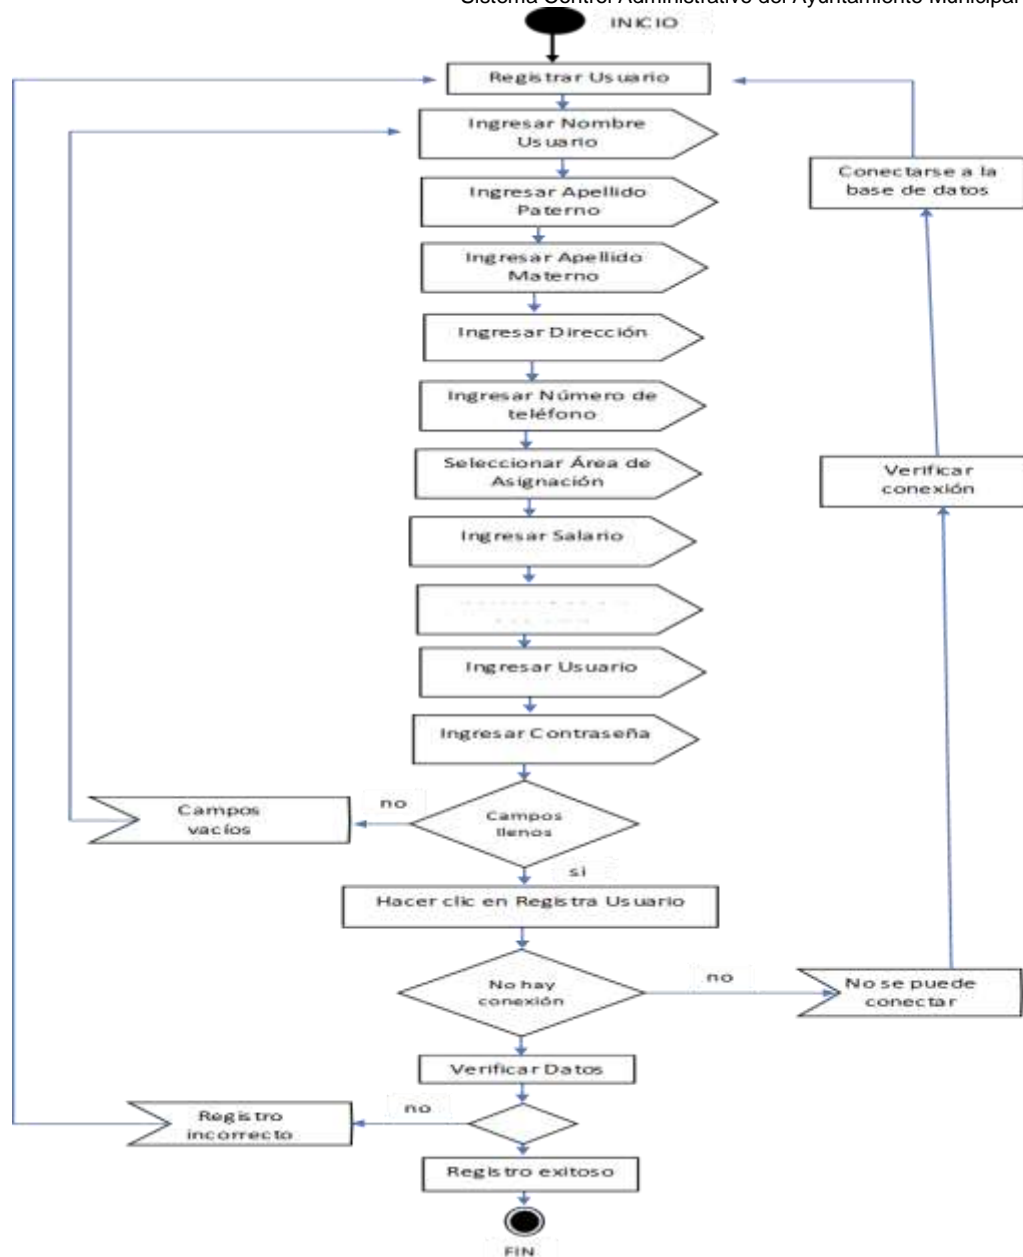 Sistema Control Administrativo del Ayuntamiento Municipal
INICIO
Registrar Usuario
Ingresar Nombre
Usuario
Ingresar Apellido
Paterno
Ingresar Apellido
Materno
Ingresar Dirección
Ingresar Número de
teléfono
Seleccionar Área de
Asignación
Ingresar Salario
Ingresar Usuario
Ingresar Contraseña
Campos
llenos
no
Campos
vacíos
si
Hacer clic en Registra Usuario
No hay
conexión
no
No se puede
conectar
Verificar
conexión
Conectarse a la
base de datos
Verificar Datos
no
Registro
incorrecto
Registro exitoso
FIN